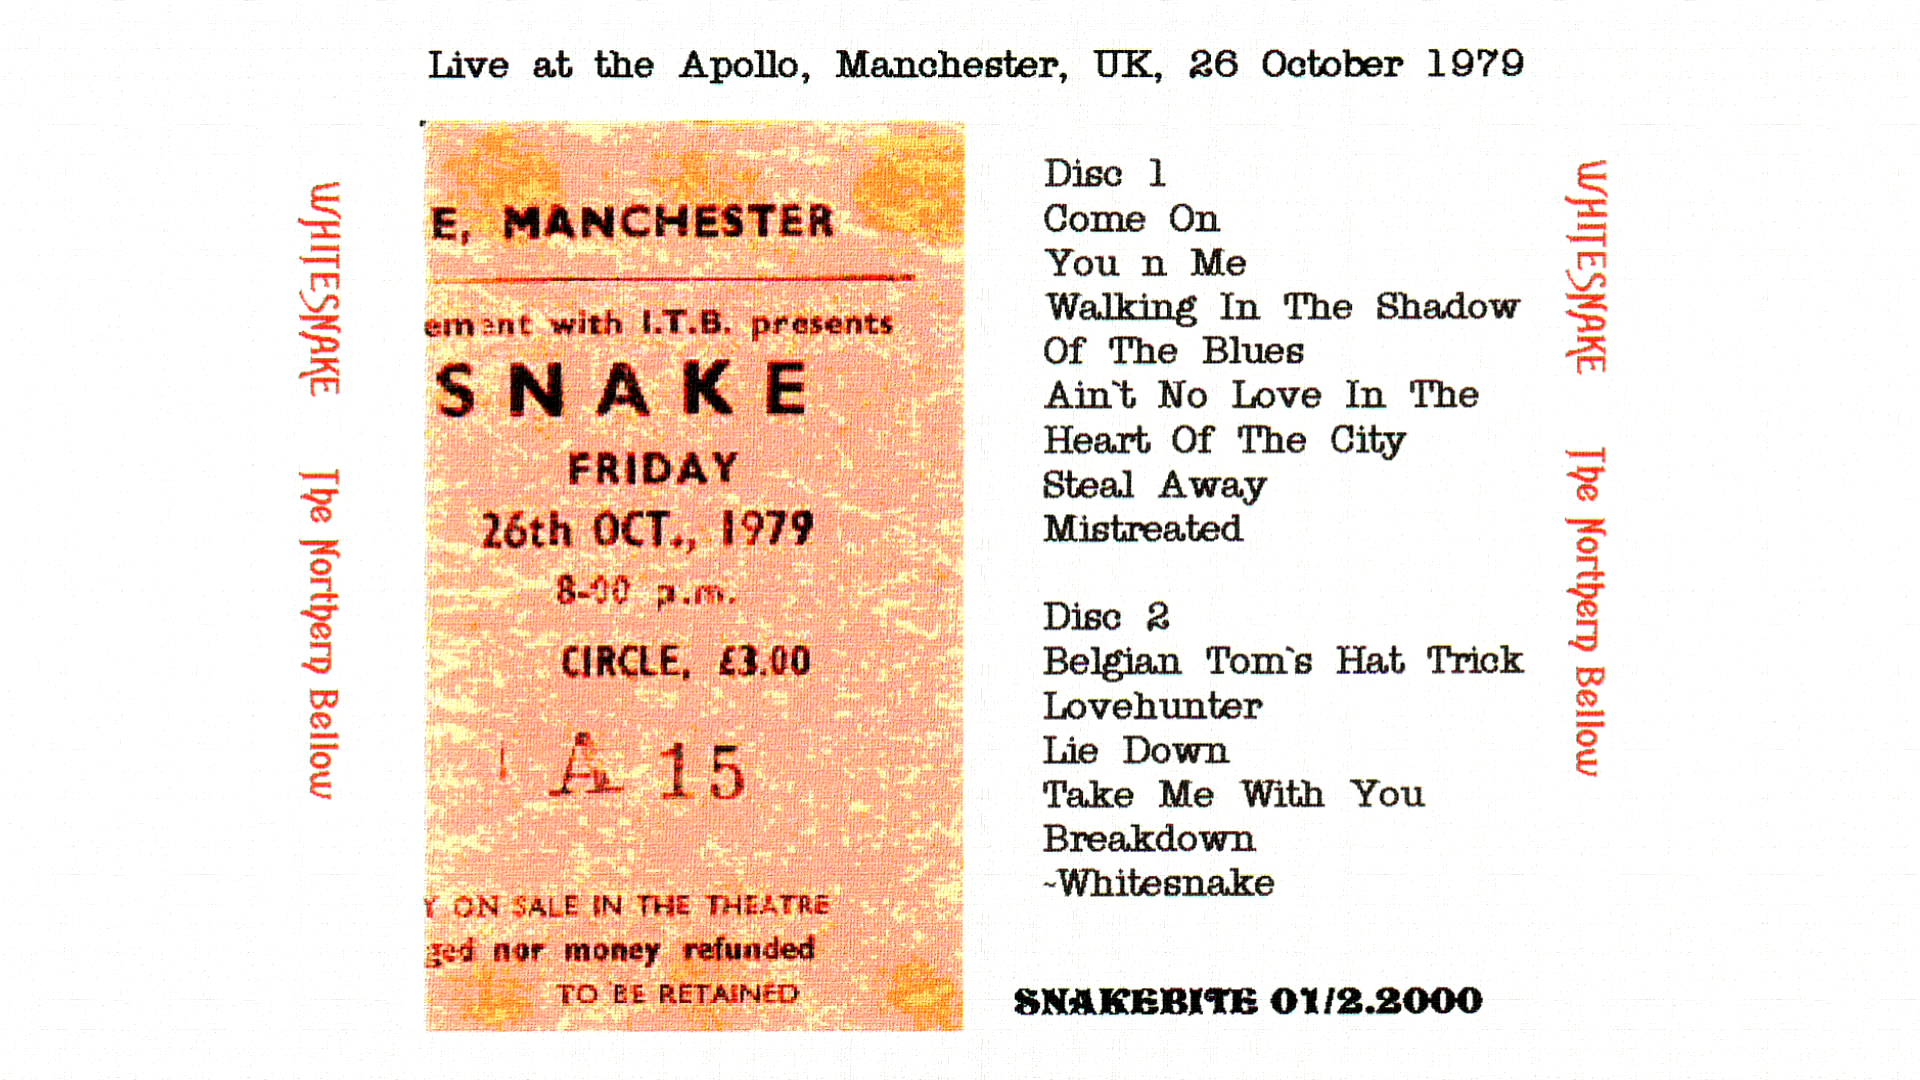 Live at the Apollo, Manchester, UK, 26 October 1979
WHITESNAKE The Northern Bellow
E, MANCHESTER
ement with I.T.B. presents
SNAKE
FRIDAY
26th OCT., 1979
8-00 p.m.
CIRCLE, £3.00
A 15
Y ON SALE IN THE THEATRE
ged nor money refunded
TO BE RETAINED
Disc 1
Come On
You n Me
Walking In The Shadow
Of The Blues
Ain`t No Love In The
Heart Of The City
Steal Away
Mistreated
Disc 2
Belgian Tom`s Hat Trick
Lovehunter
Lie Down
Take Me With You
Breakdown
~Whitesnake
SNAKEBITE 01/2.2000
WHITESNAKE The Northern Bellow